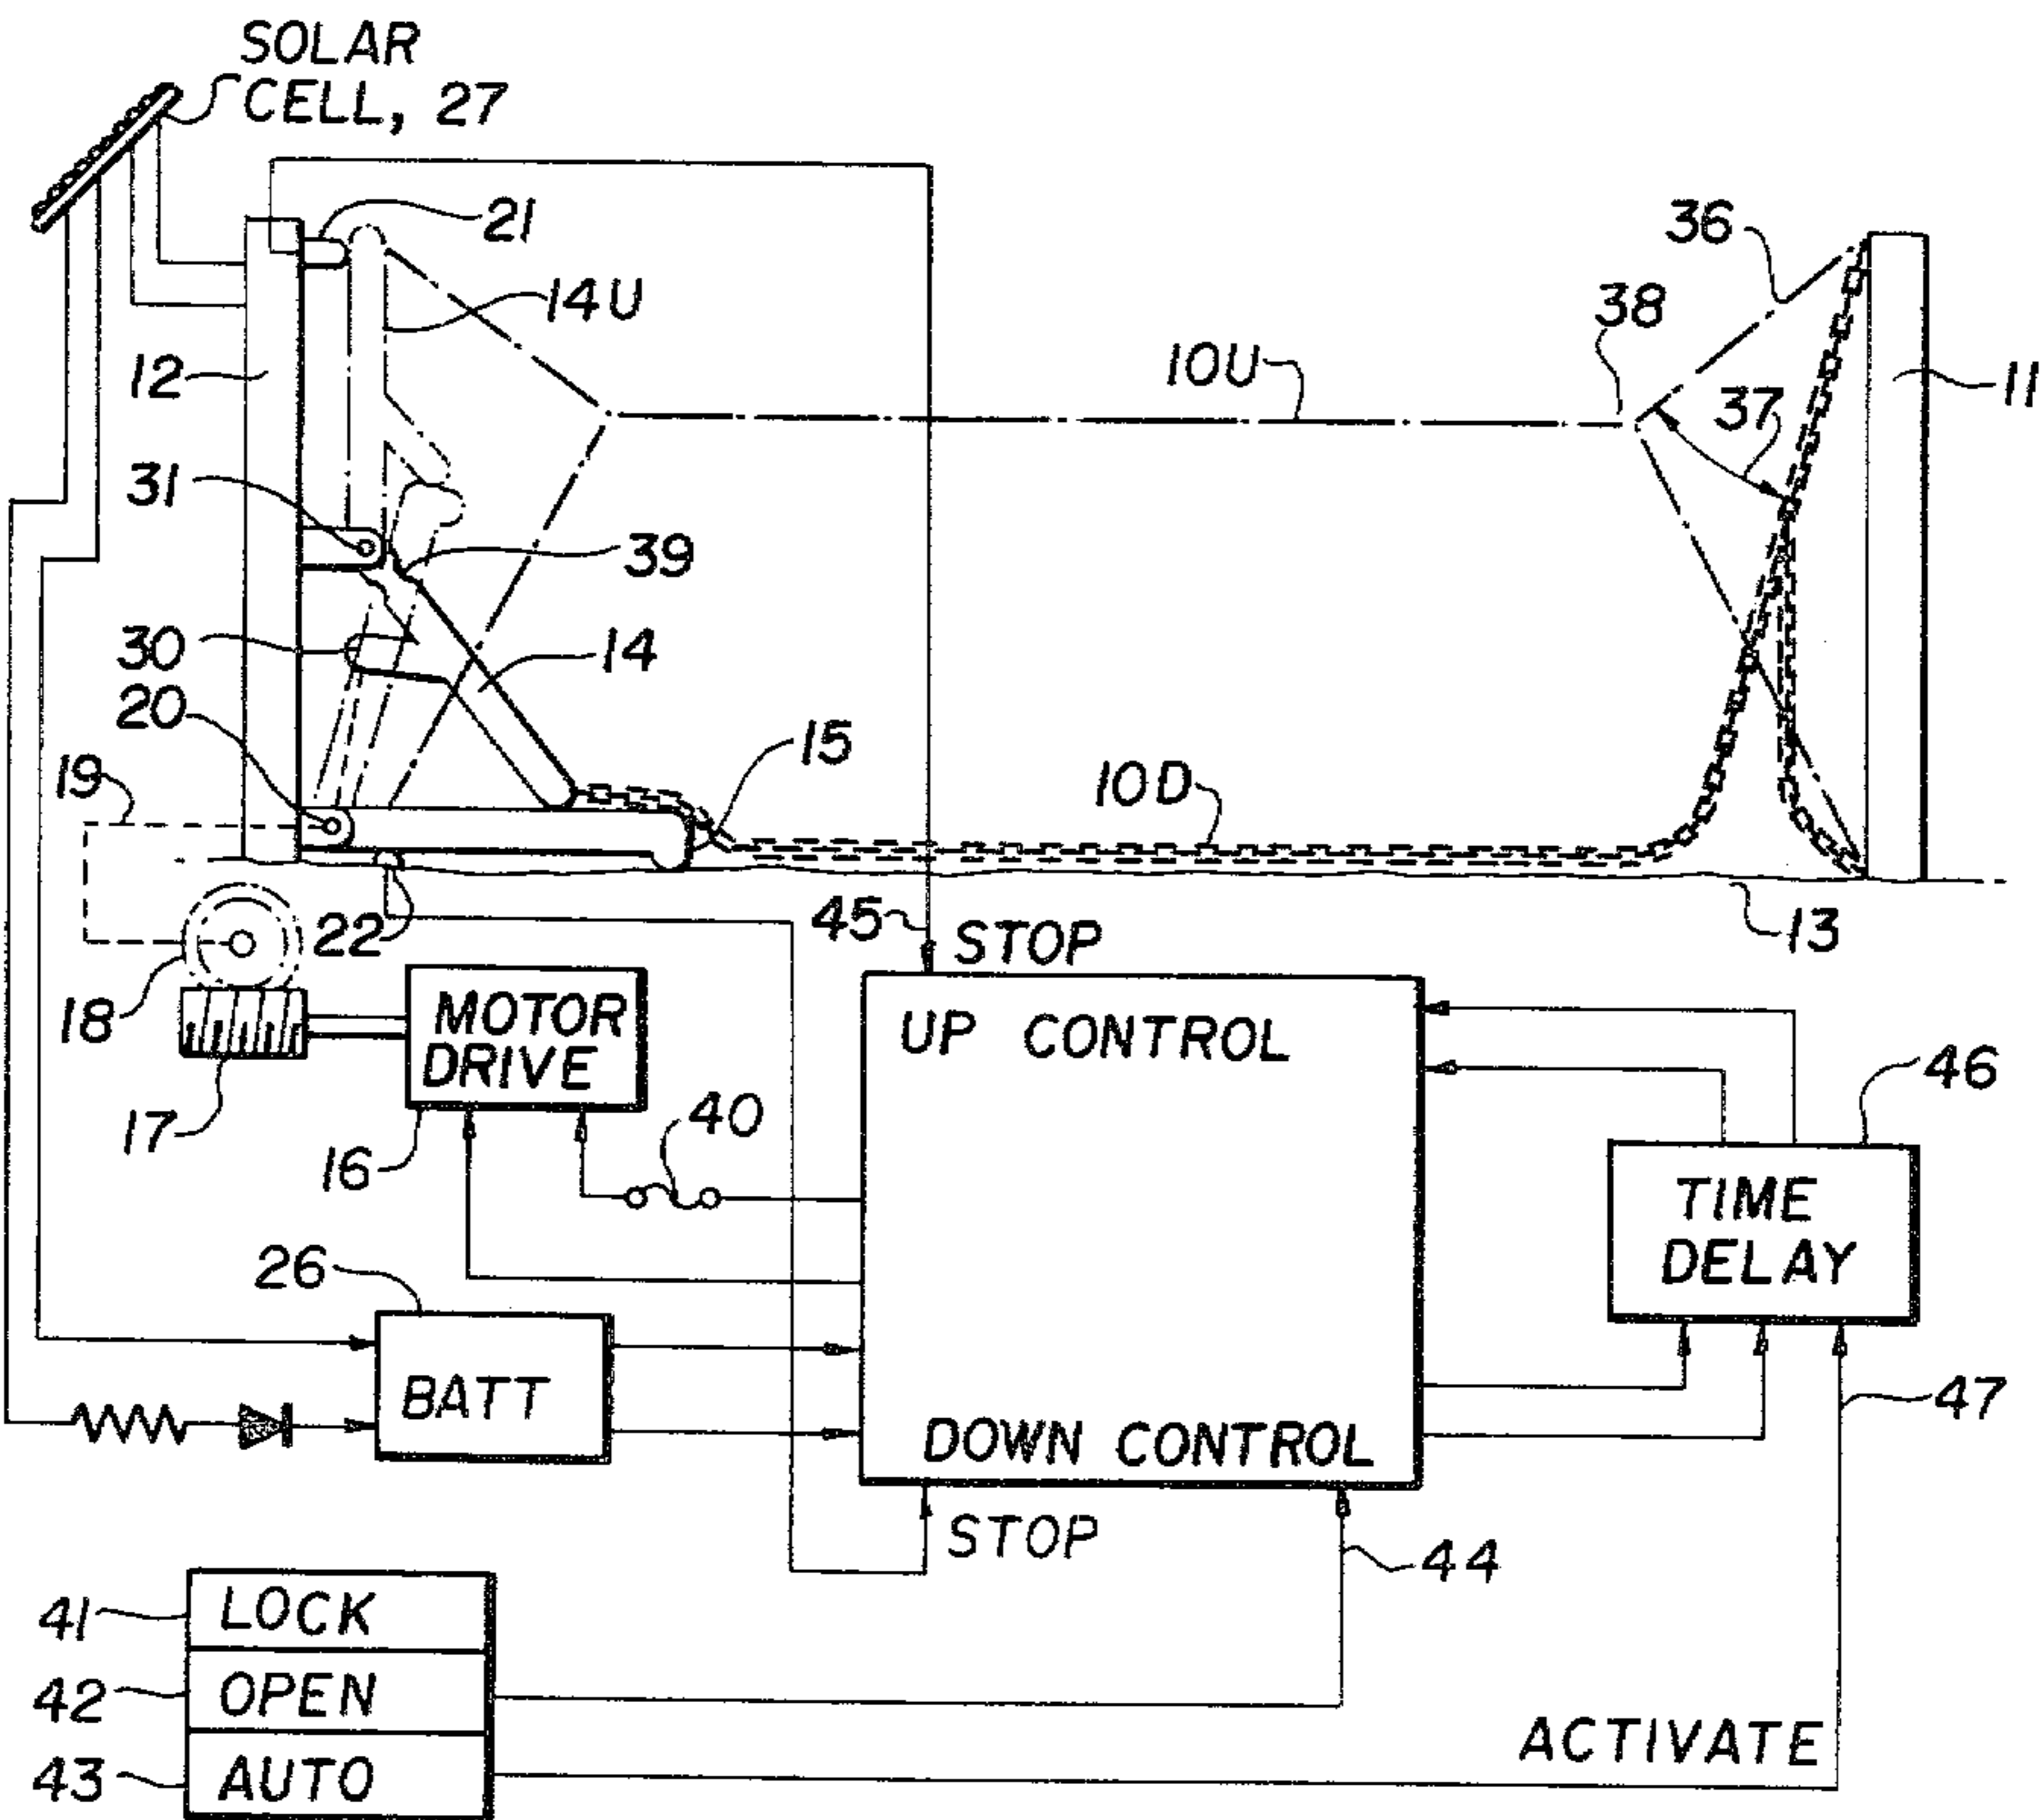 SOLAR
CELL, 27
21
36
14U
38
12
10U
37
11
31
39
30
14
20
15
19
10D
22
45
STOP
13
18
MOTOR
DRIVE
UP CONTROL
46
17
40
16
TIME
DELAY
26
BATT
47
DOWN CONTROL
STOP
44
41
LOCK
42
OPEN
ACTIVATE
43
AUTO